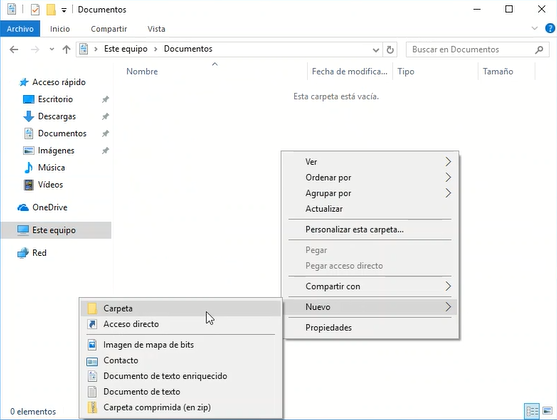 Documentos
Archivo Inicio Compartir Vista
Este equipo Documentos Buscar en Documentos
Nombre Fecha de modifica... Tipo Tamaño
Esta carpeta está vacía.
Acceso rápido
Escritorio
Descargas
Documentos
Imágenes
Música
Vídeos
OneDrive
Este equipo
Red
Ver
Ordenar por
Agrupar por
Actualizar
Personalizar esta carpeta...
Pegar
Pegar acceso directo
Compartir con
Nuevo
Propiedades
Carpeta
Acceso directo
Imagen de mapa de bits
Contacto
Documento de texto enriquecido
Documento de texto
Carpeta comprimida (en zip)
0 elementos